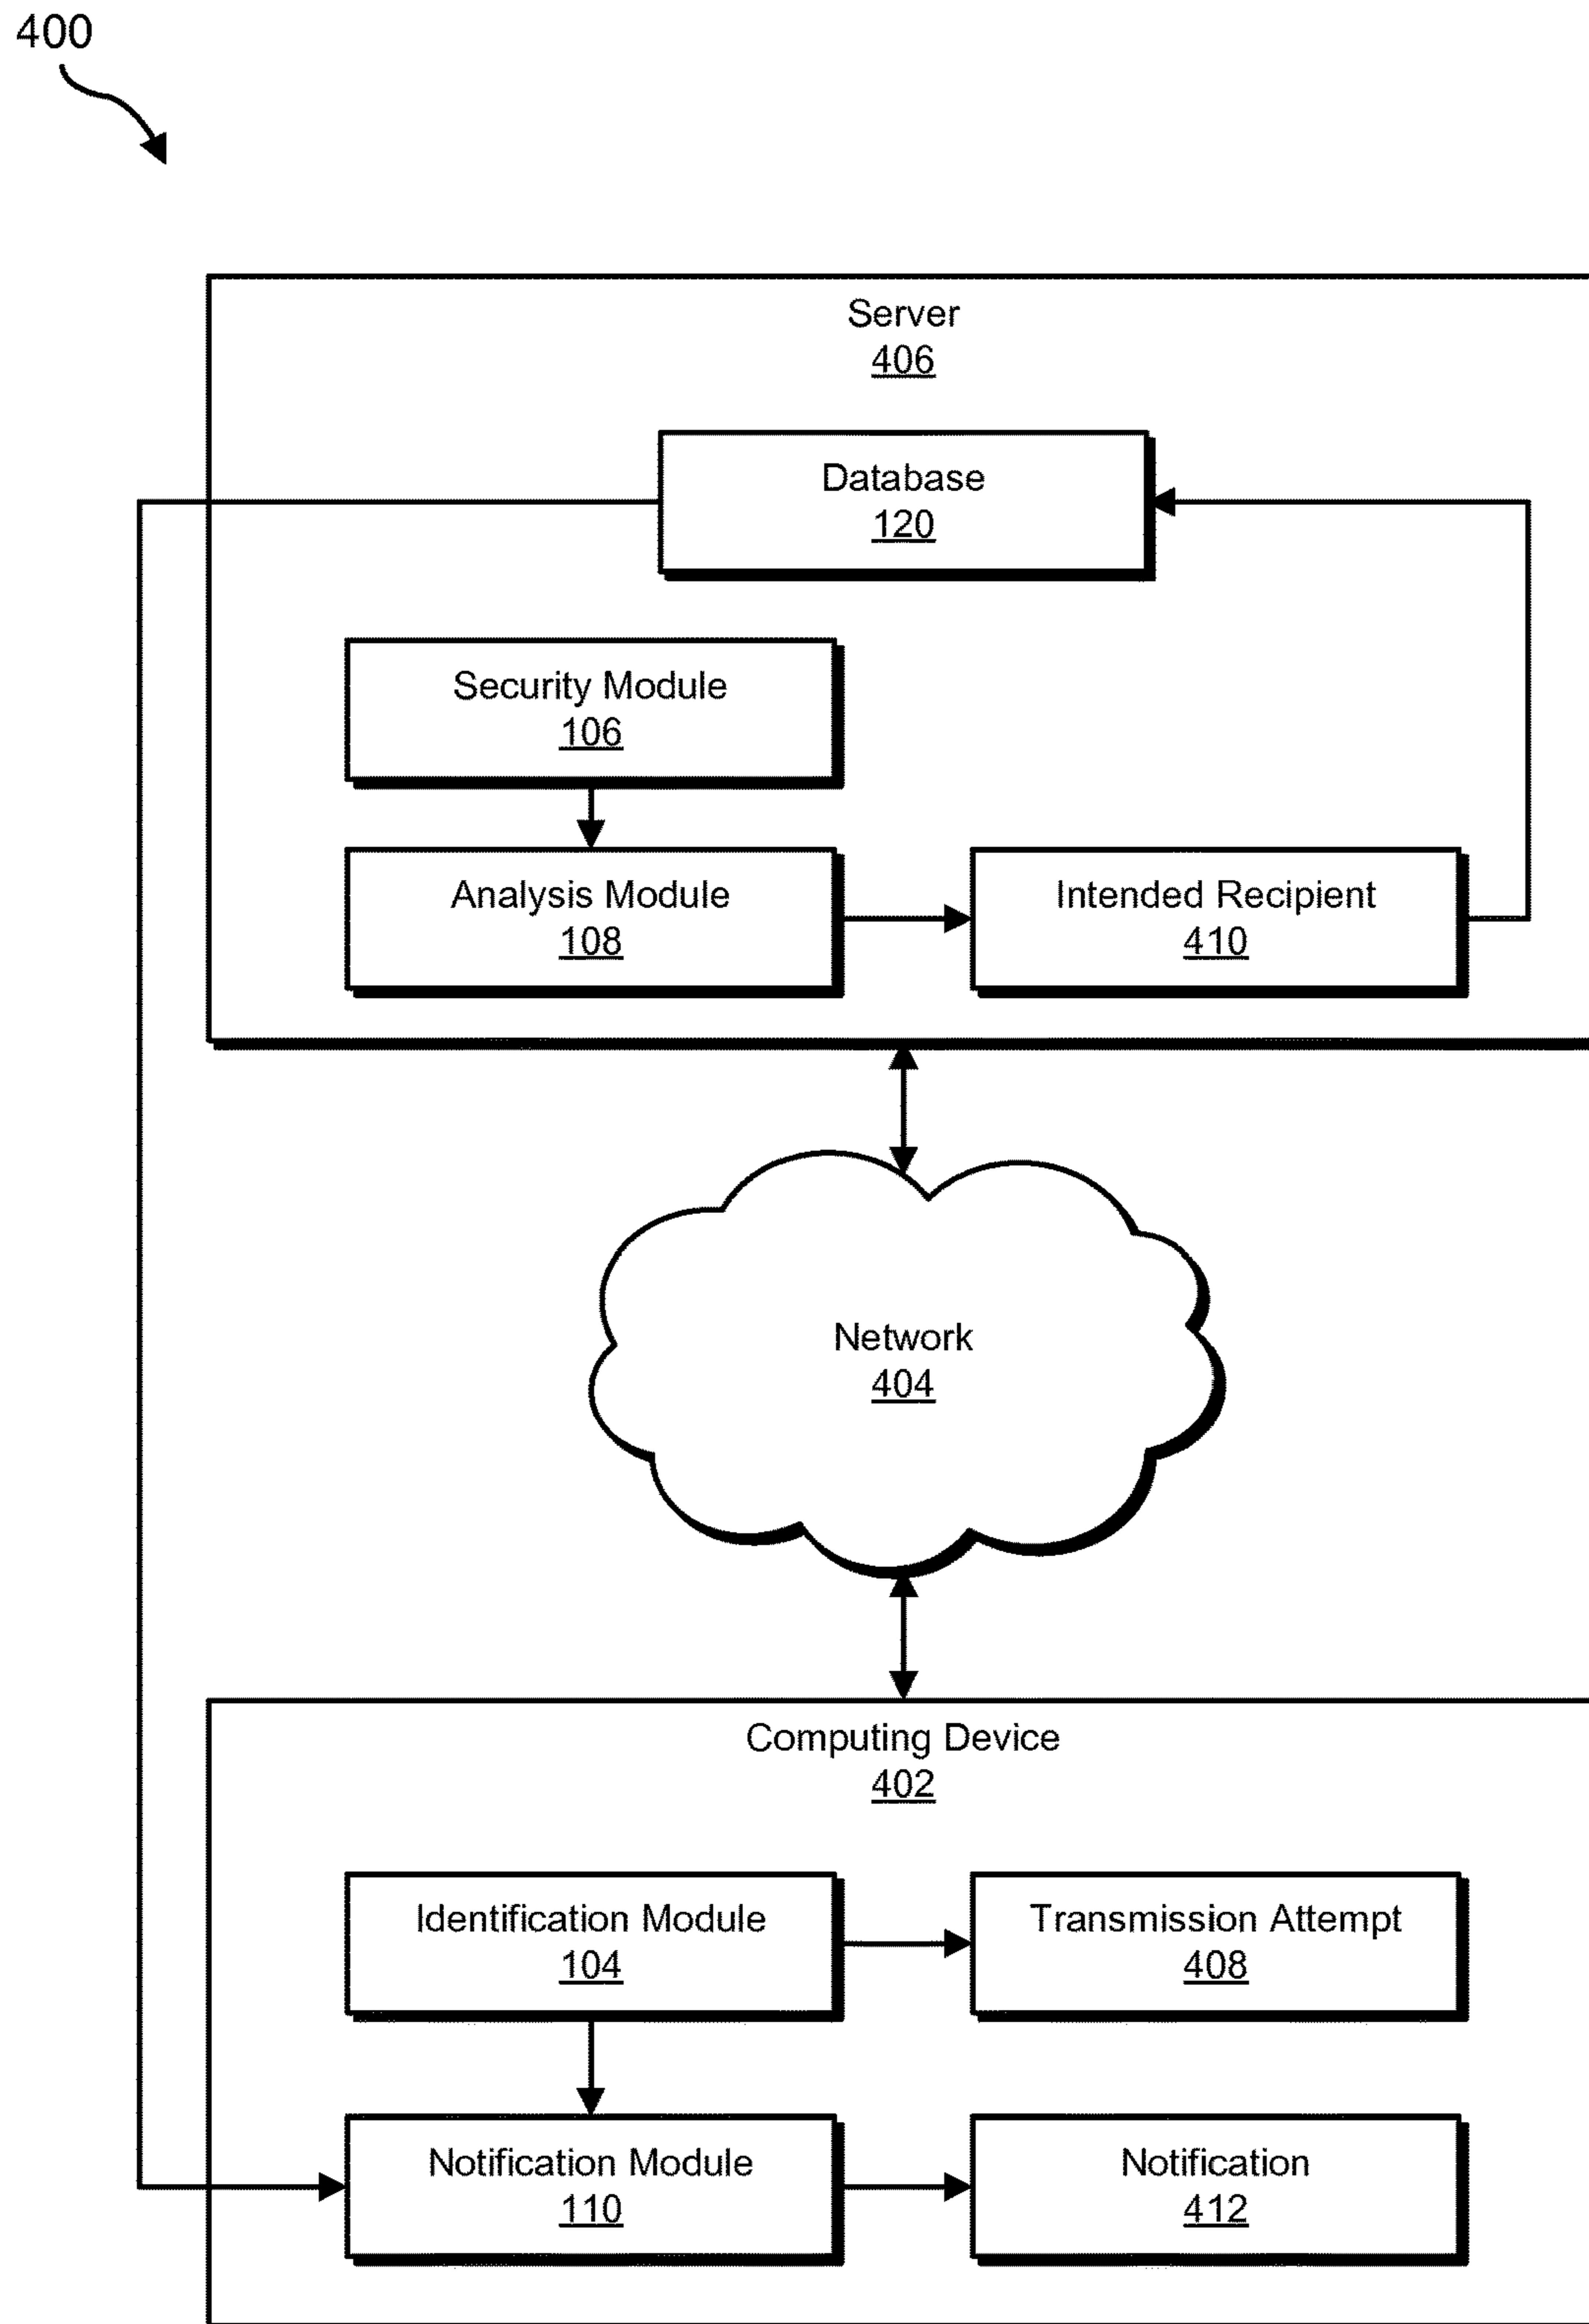 400
Server
406
Database
120
Security Module
106
Analysis Module
108
Intended Recipient
410
Network
404
Computing Device
402
Identification Module
104
Transmission Attempt
408
Notification Module
110
Notification
412